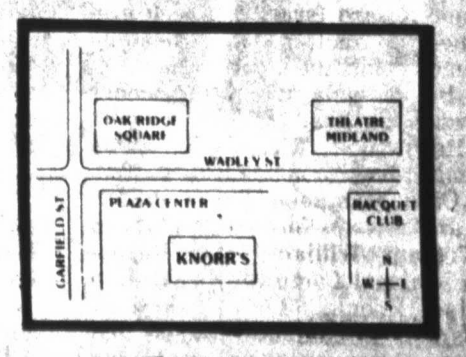 OAK RIDGE
SQUARE
THEATRE
MIDLAND
WADLEY ST
PLAZA CENTER
RACQUET
CLUB
GARFIELD ST
KNORR'S
N
W E
S